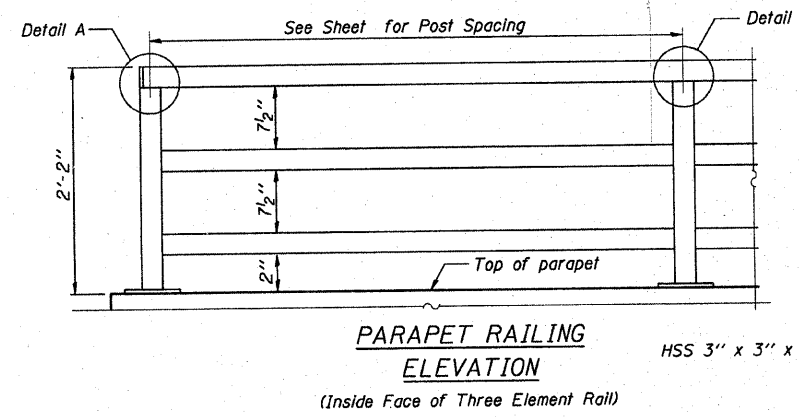 Detail A
See Sheet for Post Spacing
Detail
2'-2"
7½"
7½"
2"
Top of parapet
PARAPET RAILING
ELEVATION
HSS 3" x 3" x
(Inside Face of Three Element Rail)